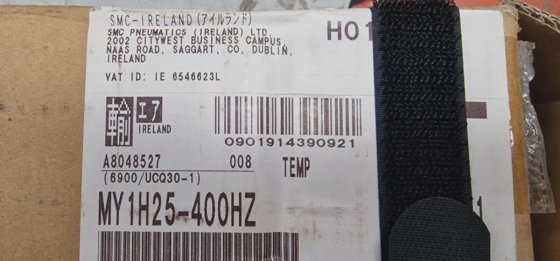 SMC-IRELAND(アイルランド)
SMC PNEUMATICS (IRELAND) LTD.
2002 CITYWEST BUSINESS CAMPUS,
NAAS ROAD, SAGGART, CO, DUBLIN,
IRELAND
VAT ID: IE 6546623L
H01
輸 エ7
IRELAND
0901914390921
A8048527 008 TEMP
(6900/UCQ30-1)
MY1H25-400HZ
1